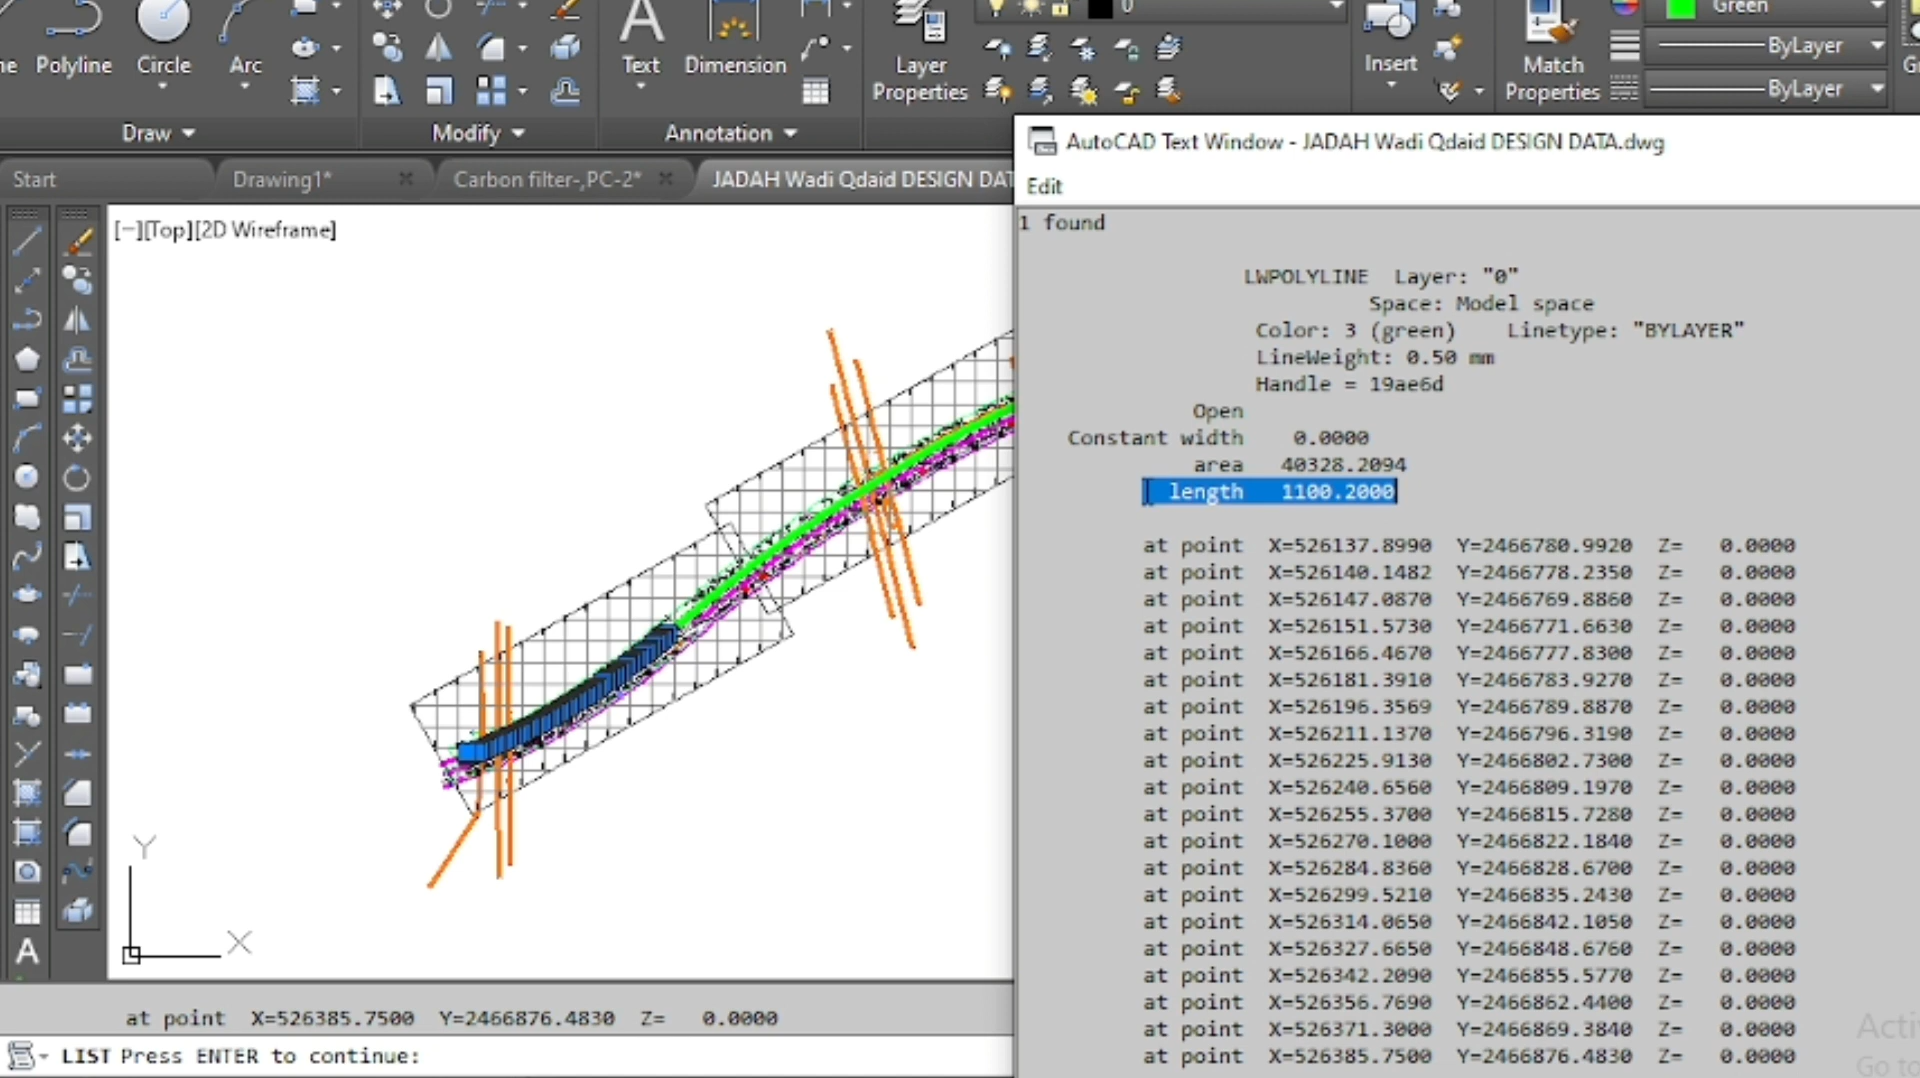 Green
0
ne
Polyline
Circle
Arc
Text
Dimension
Layer
Properties
Insert
Match
Properties
ByLayer
ByLayer
Draw
Modify
Annotation
Start
Drawing1*
Carbon filter-,PC-2*
JADAH Wadi Qdaid DESIGN DAT
AutoCAD Text Window - JADAH Wadi Qdaid DESIGN DATA.dwg
Edit
[−][Top][2D Wireframe]
1 found
LWPOLYLINE Layer: "0"
Space: Model space
Color: 3 (green) Linetype: "BYLAYER"
LineWeight: 0.50 mm
Handle = 19ae6d
Open
Constant width 0.0000
area 40328.2094
length 1100.2000
at point X=526137.8990 Y=2466780.9920 Z= 0.0000
at point X=526140.1482 Y=2466778.2350 Z= 0.0000
at point X=526147.0870 Y=2466769.8860 Z= 0.0000
at point X=526151.5730 Y=2466771.6630 Z= 0.0000
at point X=526166.4670 Y=2466777.8300 Z= 0.0000
at point X=526181.3910 Y=2466783.9270 Z= 0.0000
at point X=526196.3569 Y=2466789.8870 Z= 0.0000
at point X=526211.1370 Y=2466796.3190 Z= 0.0000
at point X=526225.9130 Y=2466802.7300 Z= 0.0000
at point X=526240.6560 Y=2466809.1970 Z= 0.0000
at point X=526255.3700 Y=2466815.7280 Z= 0.0000
at point X=526270.1000 Y=2466822.1840 Z= 0.0000
at point X=526284.8360 Y=2466828.6700 Z= 0.0000
at point X=526299.5210 Y=2466835.2430 Z= 0.0000
at point X=526314.0650 Y=2466842.1050 Z= 0.0000
at point X=526327.6650 Y=2466848.6760 Z= 0.0000
at point X=526342.2090 Y=2466855.5770 Z= 0.0000
at point X=526356.7690 Y=2466862.4400 Z= 0.0000
at point X=526371.3000 Y=2466869.3840 Z= 0.0000
at point X=526385.7500 Y=2466876.4830 Z= 0.0000
Y
X
A
at point X=526385.7500 Y=2466876.4830 Z= 0.0000
LIST Press ENTER to continue:
Acti
Go to